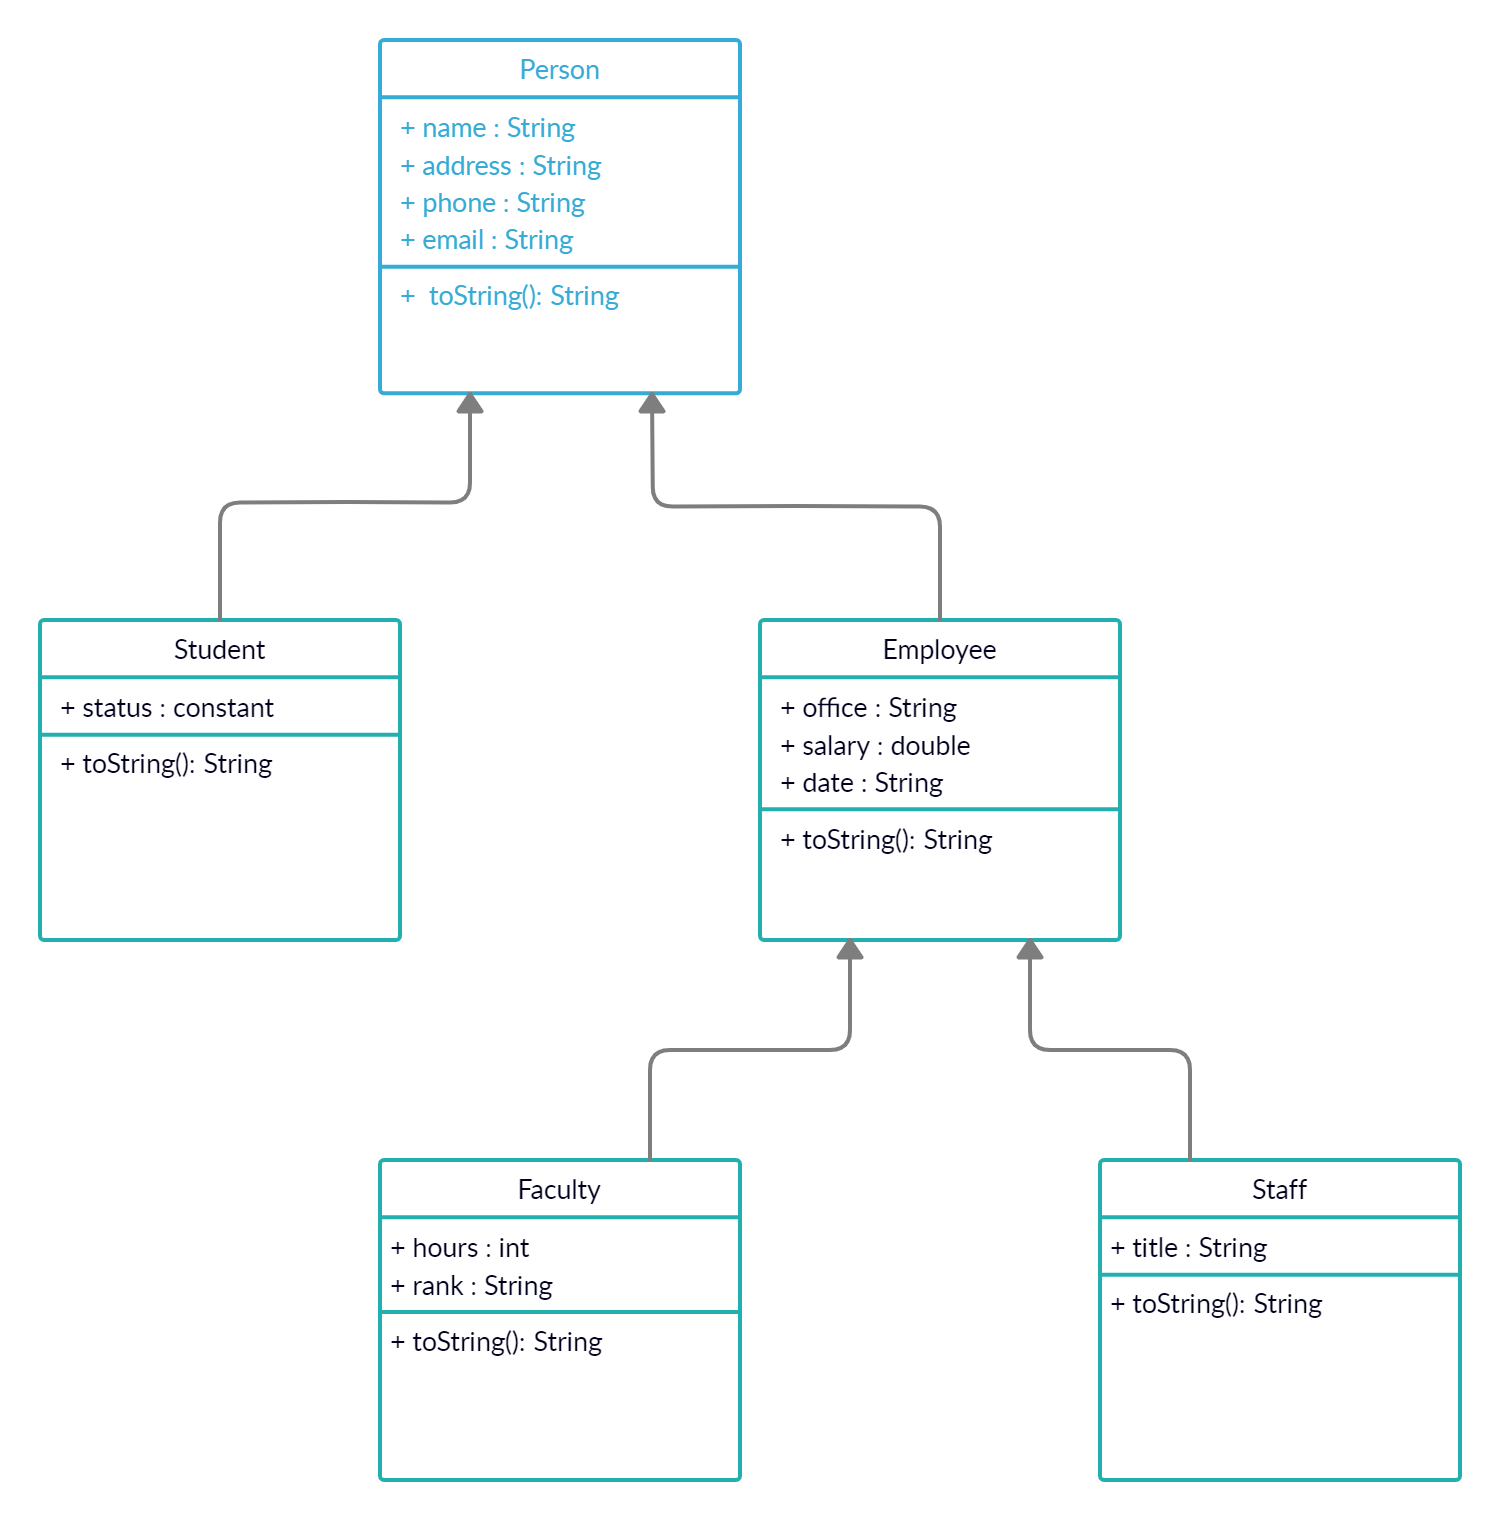 Person
+ name : String
+ address : String
+ phone : String
+ email : String
+ toString(): String
Student
+ status : constant
+ toString(): String
Employee
+ office : String
+ salary : double
+ date : String
+ toString(): String
Faculty
+ hours : int
+ rank : String
+ toString(): String
Staff
+ title : String
+ toString(): String